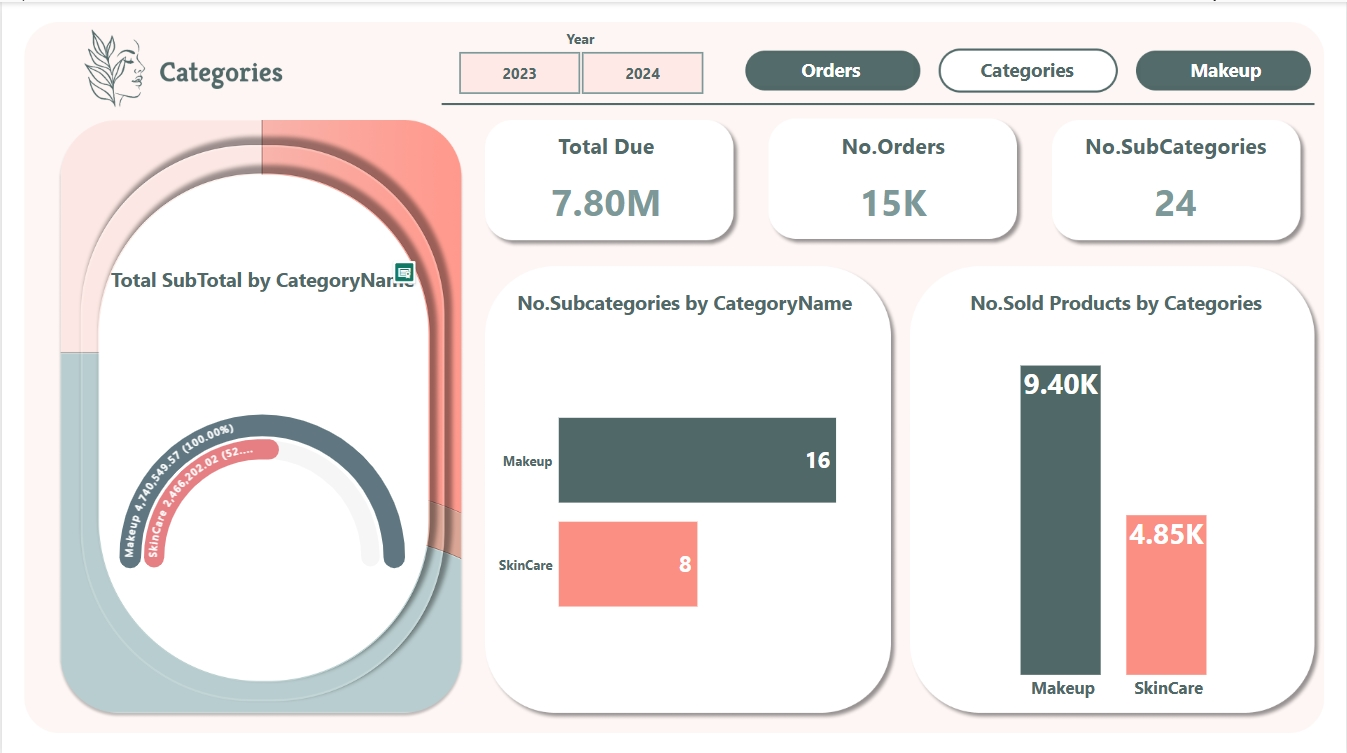 Categories
Year
2023
2024
Orders
Categories
Makeup
Total Due
7.80M
No.Orders
15K
No.SubCategories
24
Total SubTotal by
Makeup 4,740,549.57 (100.00%)
SkinCare 2,466,202.02 (52....
No.Subcategories by CategoryName
Makeup
16
SkinCare
8
No.Sold Products by Categories
9.40K
4.85K
Makeup
SkinCare